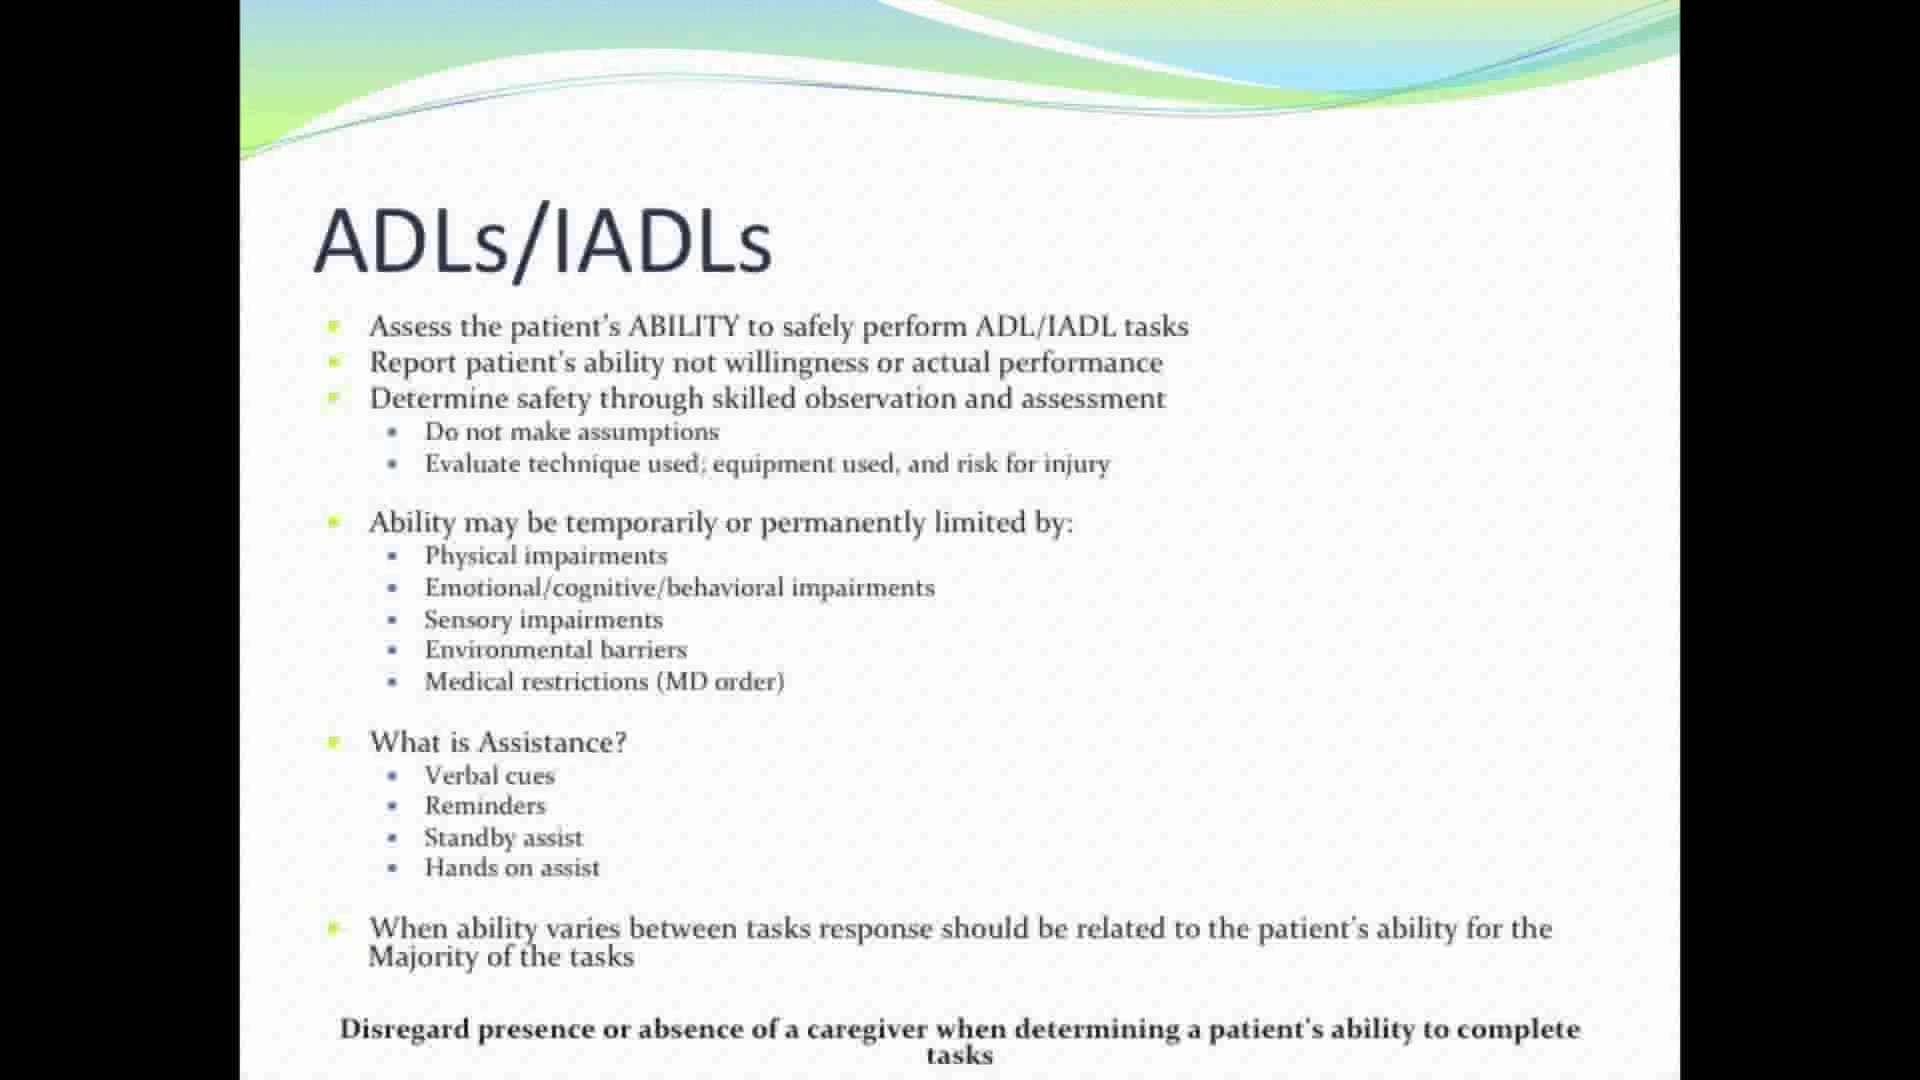 ADLs/IADLs
Assess the patient's ABILITY to safely perform ADL/IADL tasks
Report patient's ability not willingness or actual performance
Determine safety through skilled observation and assessment
Do not make assumptions
Evaluate technique used; equipment used, and risk for injury
Ability may be temporarily or permanently limited by:
Physical impairments
Emotional/cognitive/behavioral impairments
Sensory impairments
Environmental barriers
Medical restrictions (MD order)
What is Assistance?
Verbal cues
Reminders
Standby assist
Hands on assist
When ability varies between tasks response should be related to the patient's ability for the
Majority of the tasks
Disregard presence or absence of a caregiver when determining a patient's ability to complete
tasks